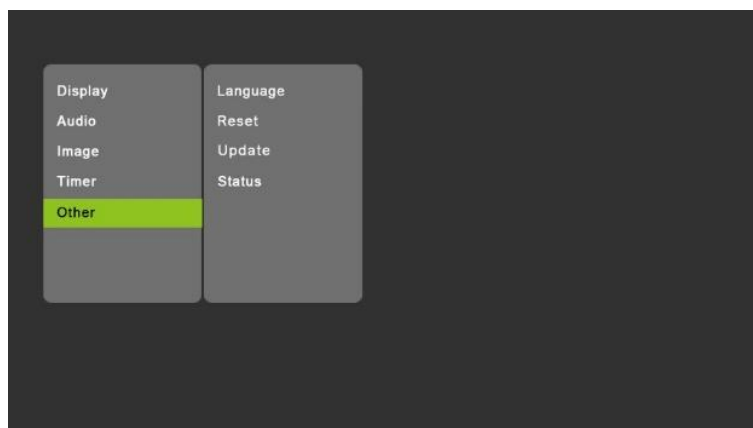 Display
Audio
Image
Timer
Other
Language
Reset
Update
Status